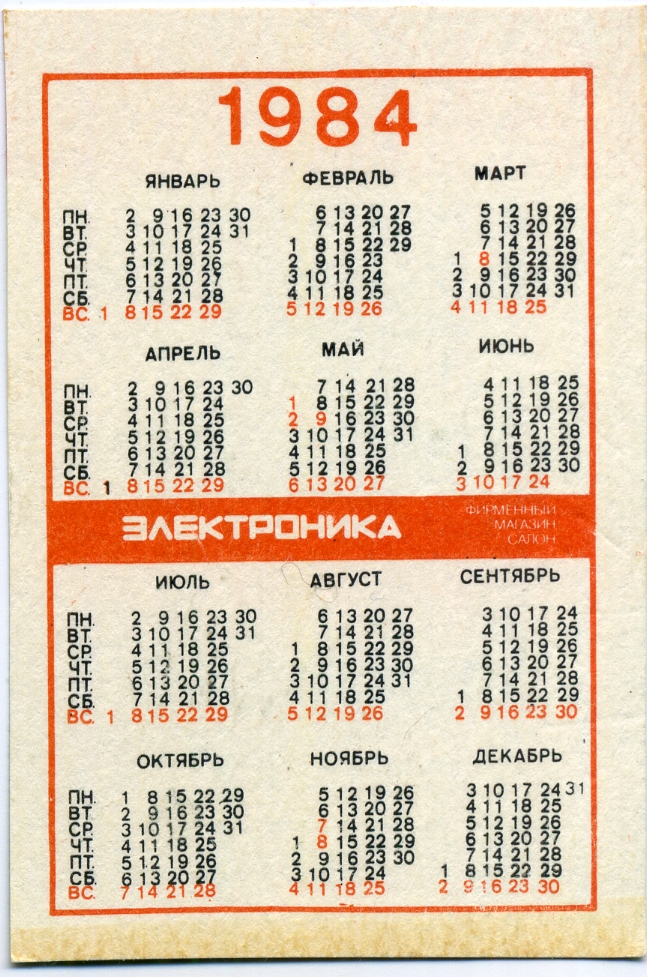 1984
ЯНВАРЬ ФЕВРАЛЬ МАРТ
ПН. 2 9 16 23 30 6 13 20 27 5 12 19 26
ВТ. 3 10 17 24 31 7 14 21 28 6 13 20 27
СР. 4 11 18 25 1 8 15 22 29 7 14 21 28
ЧТ. 5 12 19 26 2 9 16 23 1 8 15 22 29
ПТ. 6 13 20 27 3 10 17 24 2 9 16 23 30
СБ. 7 14 21 28 4 11 18 25 3 10 17 24 31
ВС. 1 8 15 22 29 5 12 19 26 4 11 18 25
АПРЕЛЬ МАЙ ИЮНЬ
ПН. 2 9 16 23 30 7 14 21 28 4 11 18 25
ВТ. 3 10 17 24 1 8 15 22 29 5 12 19 26
СР. 4 11 18 25 2 9 16 23 30 6 13 20 27
ЧТ. 5 12 19 26 3 10 17 24 31 7 14 21 28
ПТ. 6 13 20 27 4 11 18 25 1 8 15 22 29
СБ. 7 14 21 28 5 12 19 26 2 9 16 23 30
ВС. 1 8 15 22 29 6 13 20 27 3 10 17 24
ЭЛЕКТРОНИКА
ФИРМЕННЫЙ
МАГАЗИН
САЛОН
ИЮЛЬ АВГУСТ СЕНТЯБРЬ
ПН. 2 9 16 23 30 6 13 20 27 3 10 17 24
ВТ. 3 10 17 24 31 7 14 21 28 4 11 18 25
СР. 4 11 18 25 1 8 15 22 29 5 12 19 26
ЧТ. 5 12 19 26 2 9 16 23 30 6 13 20 27
ПТ. 6 13 20 27 3 10 17 24 31 7 14 21 28
СБ. 7 14 21 28 4 11 18 25 1 8 15 22 29
ВС. 1 8 15 22 29 5 12 19 26 2 9 16 23 30
ОКТЯБРЬ НОЯБРЬ ДЕКАБРЬ
ПН. 1 8 15 22 29 5 12 19 26 3 10 17 24 31
ВТ. 2 9 16 23 30 6 13 20 27 4 11 18 25
СР. 3 10 17 24 31 7 14 21 28 5 12 19 26
ЧТ. 4 11 18 25 1 8 15 22 29 6 13 20 27
ПТ. 5 12 19 26 2 9 16 23 30 7 14 21 28
СБ. 6 13 20 27 3 10 17 24 1 8 15 22 29
ВС. 7 14 21 28 4 11 18 25 2 9 16 23 30